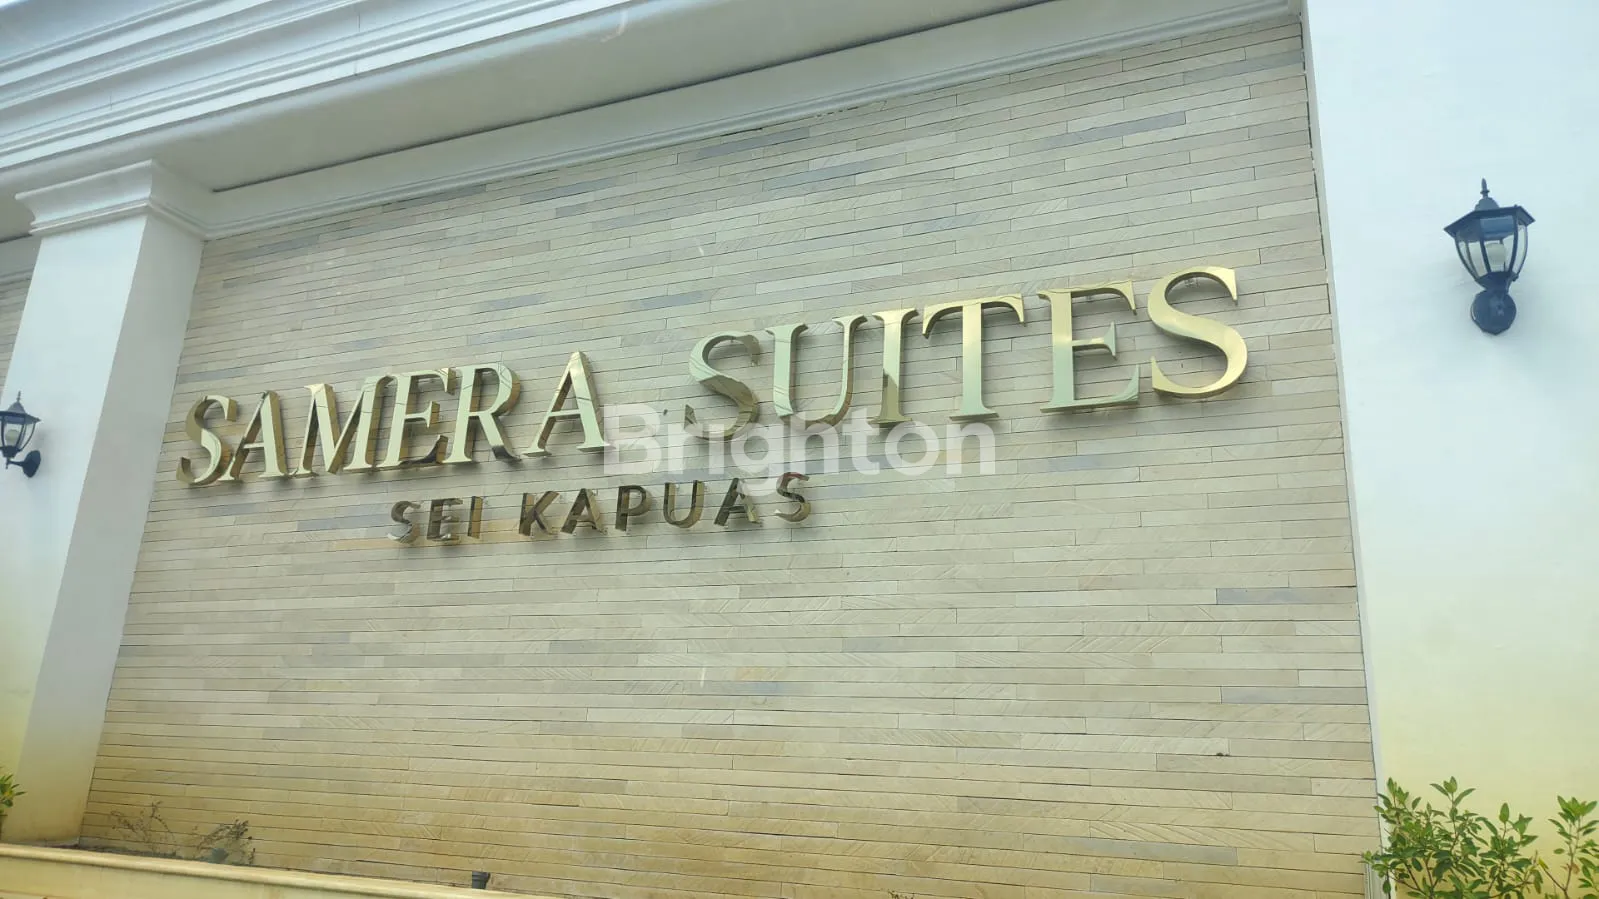 SAMERA SUITES
Brighton
SEI KAPUAS